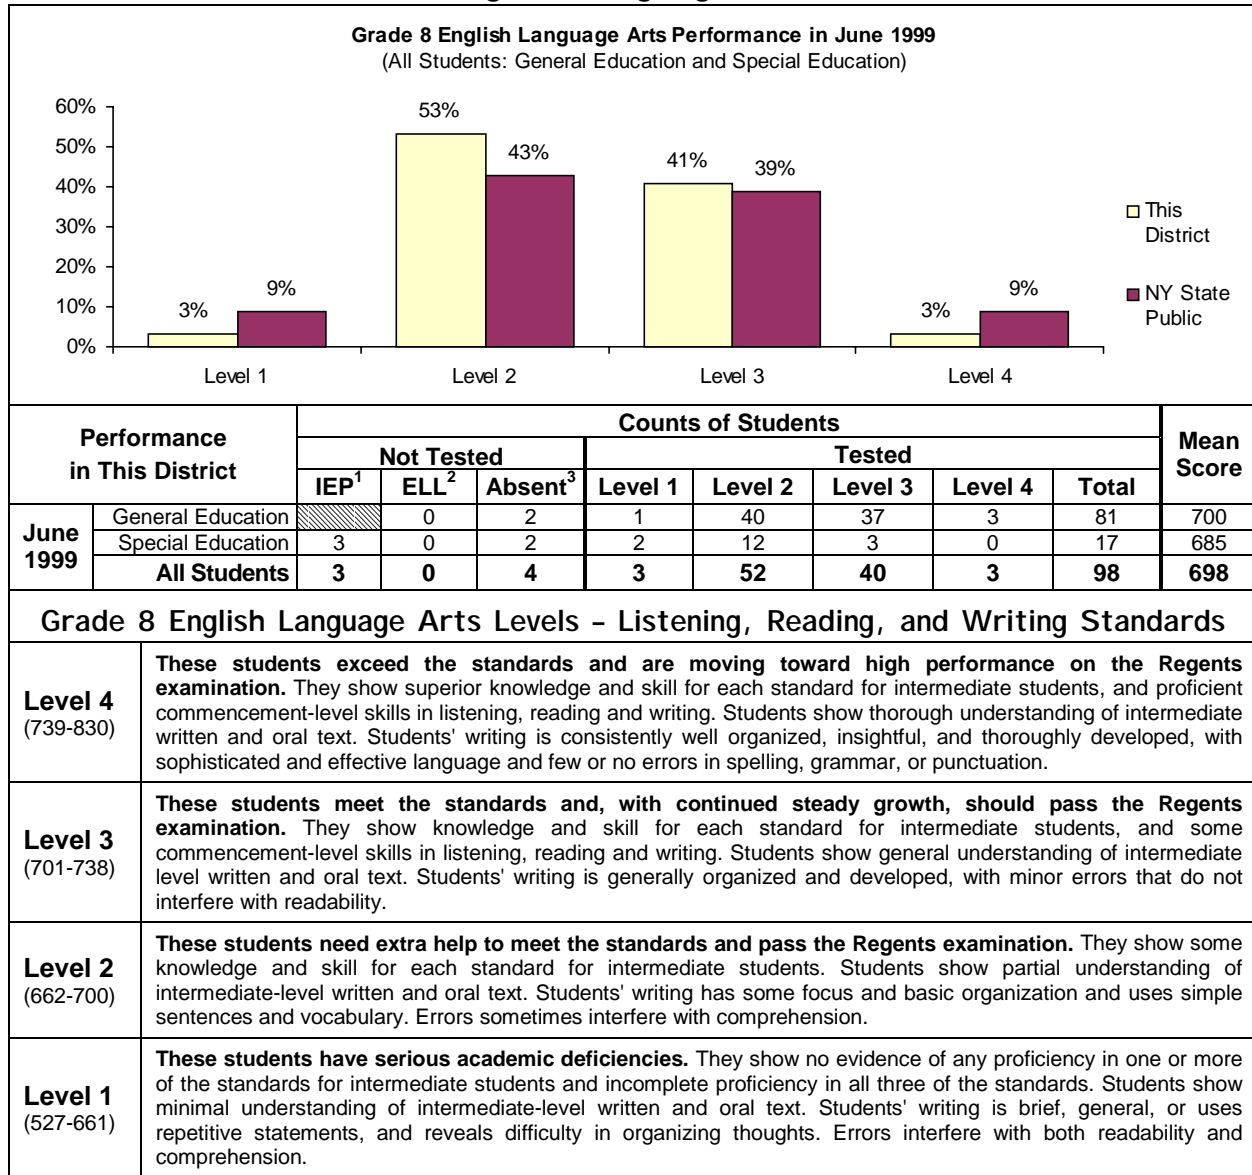 Grade 8 English Language Arts Performance in June 1999
(All Students: General Education and Special Education)
60%
50%
40%
30%
20%
10%
0%
3%
9%
53%
43%
41%
39%
3%
9%
Level 1
Level 2
Level 3
Level 4
This
District
NY State
Public
Performance
in This District
Counts of Students
Mean
Score
Not Tested
Tested
IEP1 ELL2 Absent3 Level 1 Level 2 Level 3 Level 4 Total
June
1999
General Education 0 2 1 40 37 3 81 700
Special Education 3 0 2 2 12 3 0 17 685
All Students 3 0 4 3 52 40 3 98 698
Grade 8 English Language Arts Levels – Listening, Reading, and Writing Standards
Level 4
(739-830)
These students exceed the standards and are moving toward high performance on the Regents
examination. They show superior knowledge and skill for each standard for intermediate students, and proficient
commencement-level skills in listening, reading and writing. Students show thorough understanding of intermediate
written and oral text. Students' writing is consistently well organized, insightful, and thoroughly developed, with
sophisticated and effective language and few or no errors in spelling, grammar, or punctuation.
Level 3
(701-738)
These students meet the standards and, with continued steady growth, should pass the Regents
examination. They show knowledge and skill for each standard for intermediate students, and some
commencement-level skills in listening, reading and writing. Students show general understanding of intermediate
level written and oral text. Students' writing is generally organized and developed, with minor errors that do not
interfere with readability.
Level 2
(662-700)
These students need extra help to meet the standards and pass the Regents examination. They show some
knowledge and skill for each standard for intermediate students. Students show partial understanding of
intermediate-level written and oral text. Students' writing has some focus and basic organization and uses simple
sentences and vocabulary. Errors sometimes interfere with comprehension.
Level 1
(527-661)
These students have serious academic deficiencies. They show no evidence of any proficiency in one or more
of the standards for intermediate students and incomplete proficiency in all three of the standards. Students show
minimal understanding of intermediate-level written and oral text. Students' writing is brief, general, or uses
repetitive statements, and reveals difficulty in organizing thoughts. Errors interfere with both readability and
comprehension.